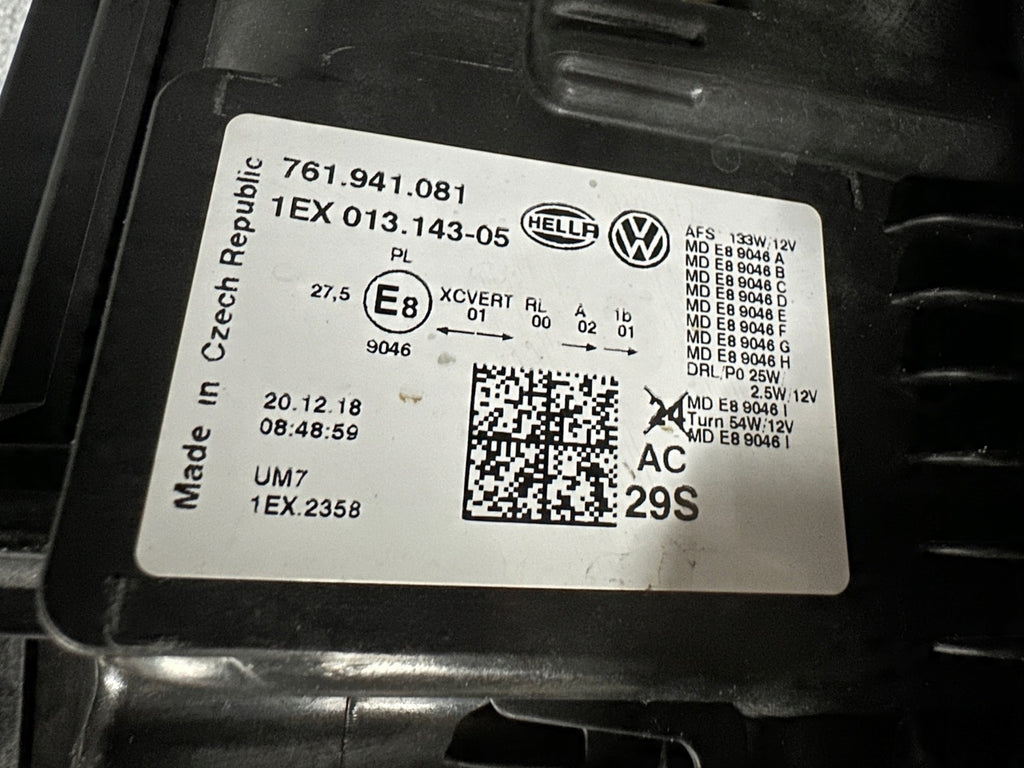 761.941.081
1EX 013.143-05
HELLA
VW
Made in Czech Republic
PL
27,5
E8
9046
XCVERT RL A 1b
01 00 02 01
20.12.18
08:48:59
UM7
1EX.2358
AFS 133W/12V
MD E8 9046 A
MD E8 9046 B
MD E8 9046 C
MD E8 9046 D
MD E8 9046 E
MD E8 9046 F
MD E8 9046 G
MD E8 9046 H
DRL/P0 25W/
2.5W/12V
MD E8 9046 I
Turn 54W/12V
MD E8 9046 I
24
AC
29S